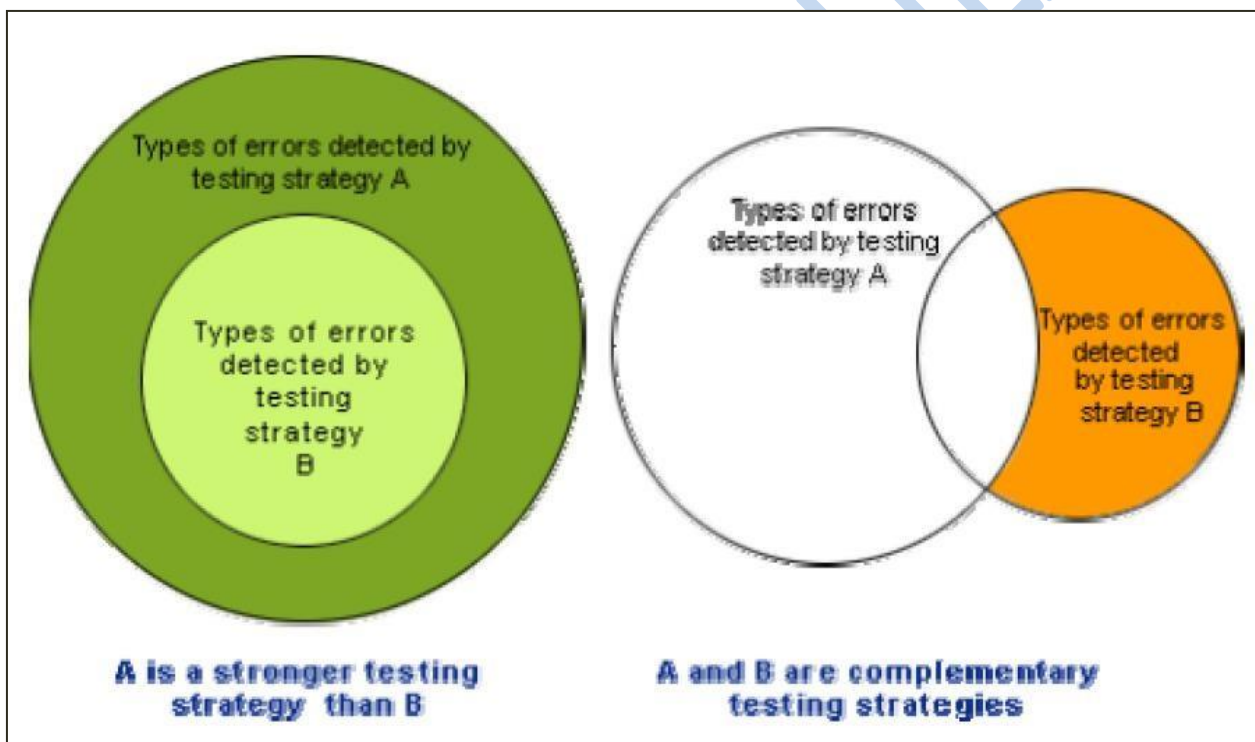 Types of errors detected by
testing strategy A
Types of errors
detected by
testing
strategy
B
A is a stronger testing
strategy than B
Types of errors
detected by testing
strategy A
Types of errors
detected
by testing
strategy B
A and B are complementary
testing strategies